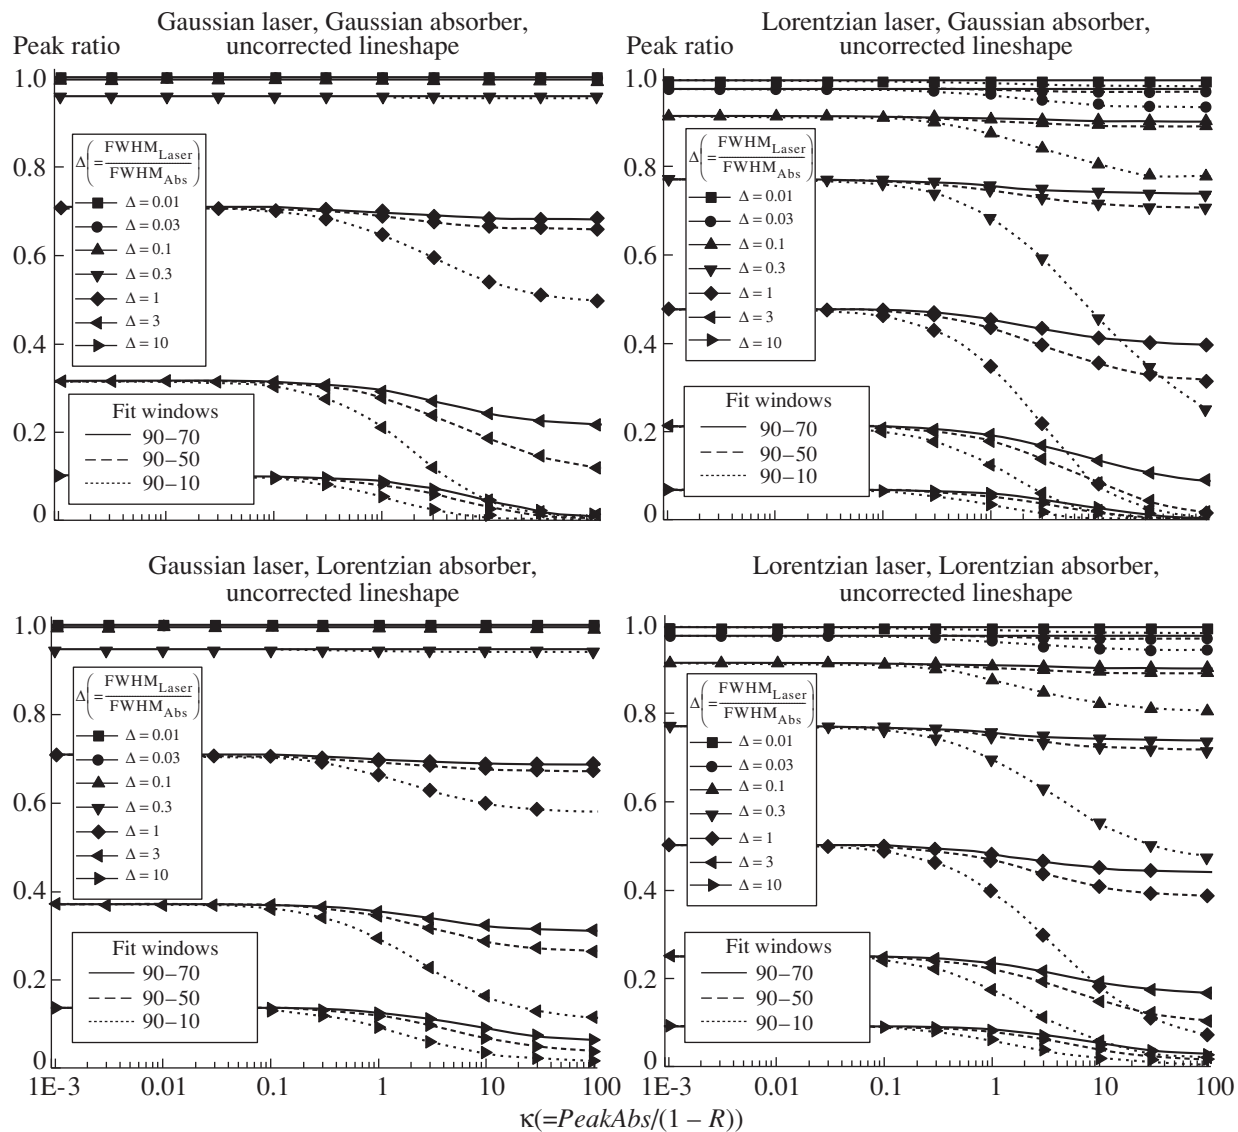 Gaussian laser, Gaussian absorber,
uncorrected lineshape
Peak ratio
1.0
0.8
0.6
0.4
0.2
0
Δ(=FWHM_Laser/FWHM_Abs)
Δ = 0.01
Δ = 0.03
Δ = 0.1
Δ = 0.3
Δ = 1
Δ = 3
Δ = 10
Fit windows
90–70
90–50
90–10
Lorentzian laser, Gaussian absorber,
uncorrected lineshape
Peak ratio
1.0
0.8
0.6
0.4
0.2
0
Δ(=FWHM_Laser/FWHM_Abs)
Δ = 0.01
Δ = 0.03
Δ = 0.1
Δ = 0.3
Δ = 1
Δ = 3
Δ = 10
Fit windows
90–70
90–50
90–10
Gaussian laser, Lorentzian absorber,
uncorrected lineshape
1.0
0.8
0.6
0.4
0.2
0
Δ(=FWHM_Laser/FWHM_Abs)
Δ = 0.01
Δ = 0.03
Δ = 0.1
Δ = 0.3
Δ = 1
Δ = 3
Δ = 10
Fit windows
90–70
90–50
90–10
1E-3 0.01 0.1 1 10 100
Lorentzian laser, Lorentzian absorber,
uncorrected lineshape
1.0
0.8
0.6
0.4
0.2
0
Δ(=FWHM_Laser/FWHM_Abs)
Δ = 0.01
Δ = 0.03
Δ = 0.1
Δ = 0.3
Δ = 1
Δ = 3
Δ = 10
Fit windows
90–70
90–50
90–10
1E-3 0.01 0.1 1 10 100
κ(=PeakAbs/(1 – R))